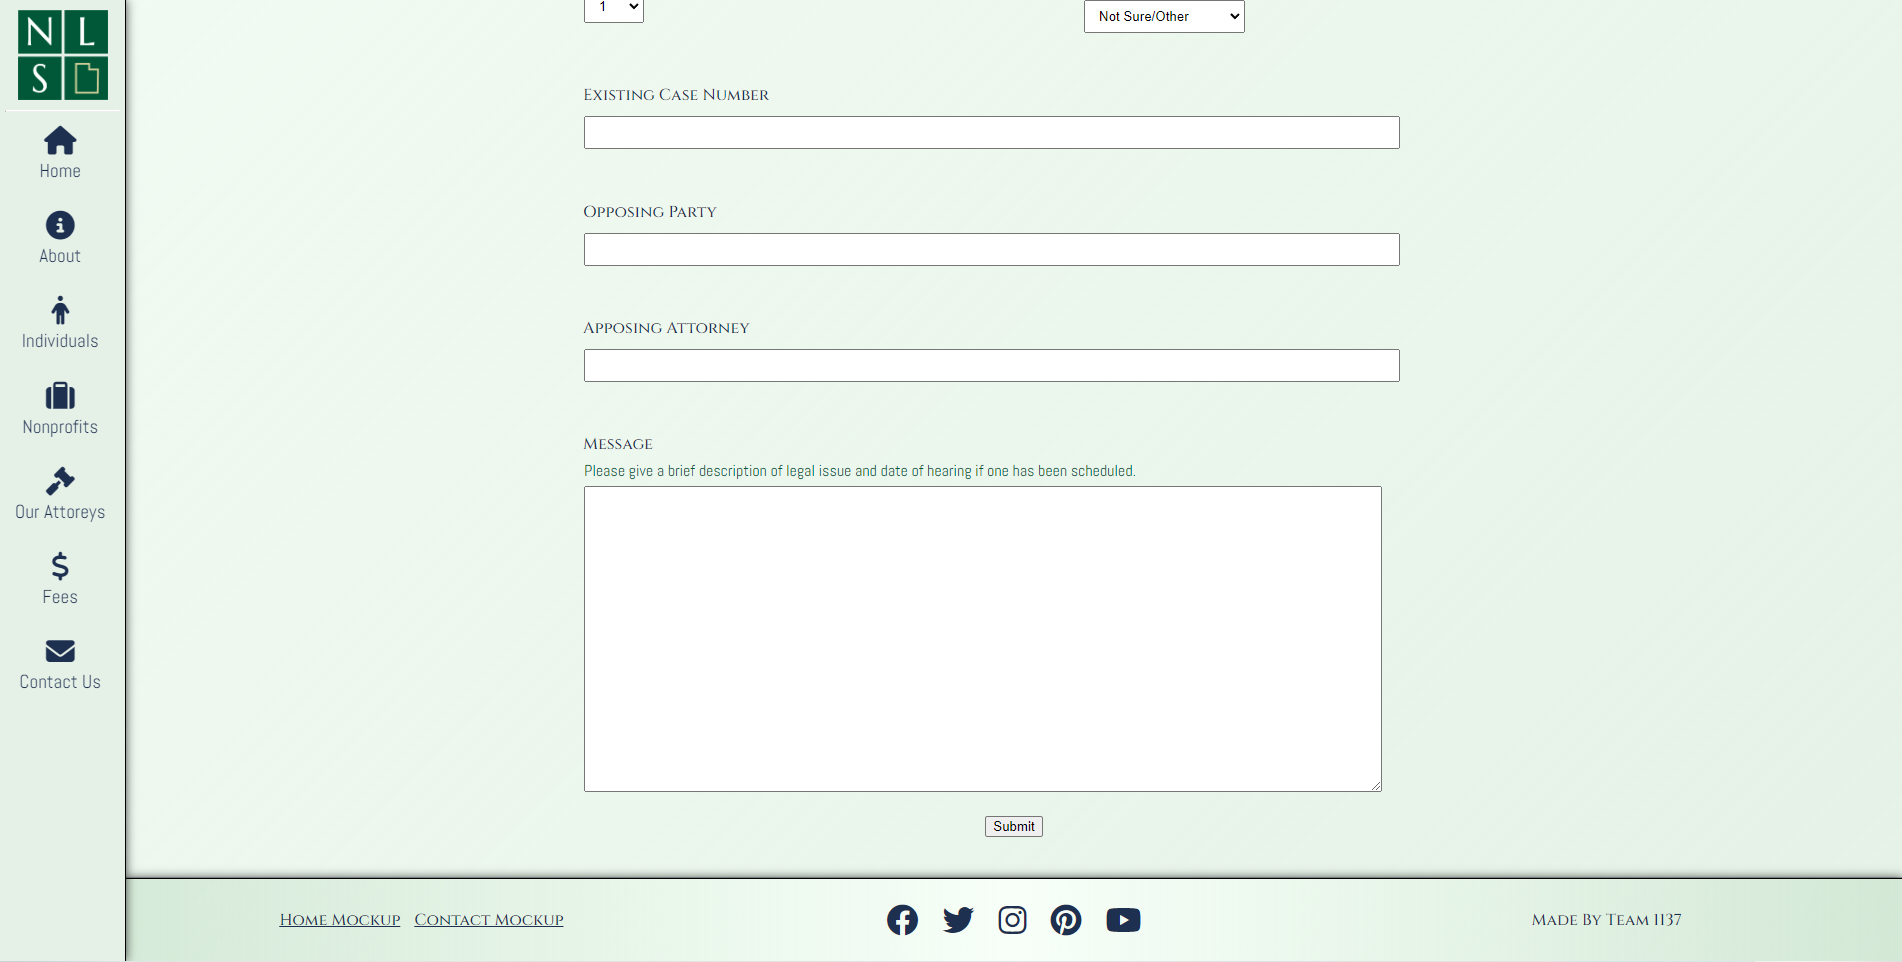 N L
S
Home
About
Individuals
Nonprofits
Our Attoreys
Fees
Contact Us
1
Not Sure/Other
Existing Case Number
Opposing Party
Apposing Attorney
Message
Please give a brief description of legal issue and date of hearing if one has been scheduled.
Submit
Home Mockup Contact Mockup
Made By Team 1137